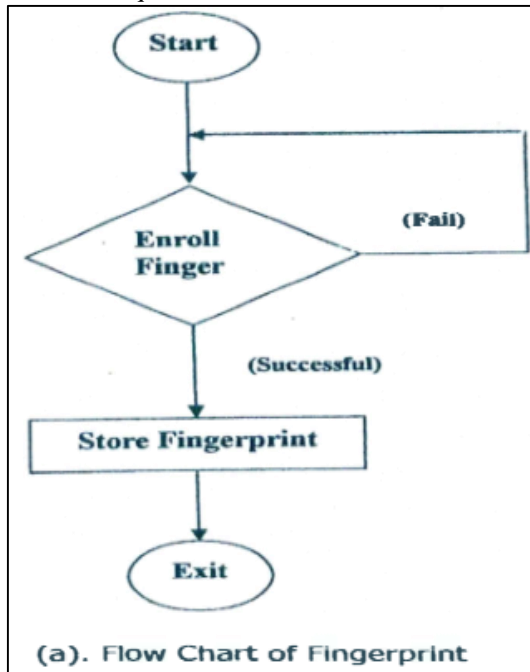 Start
(Fail)
Enroll
Finger
(Successful)
Store Fingerprint
Exit
(a). Flow Chart of Fingerprint